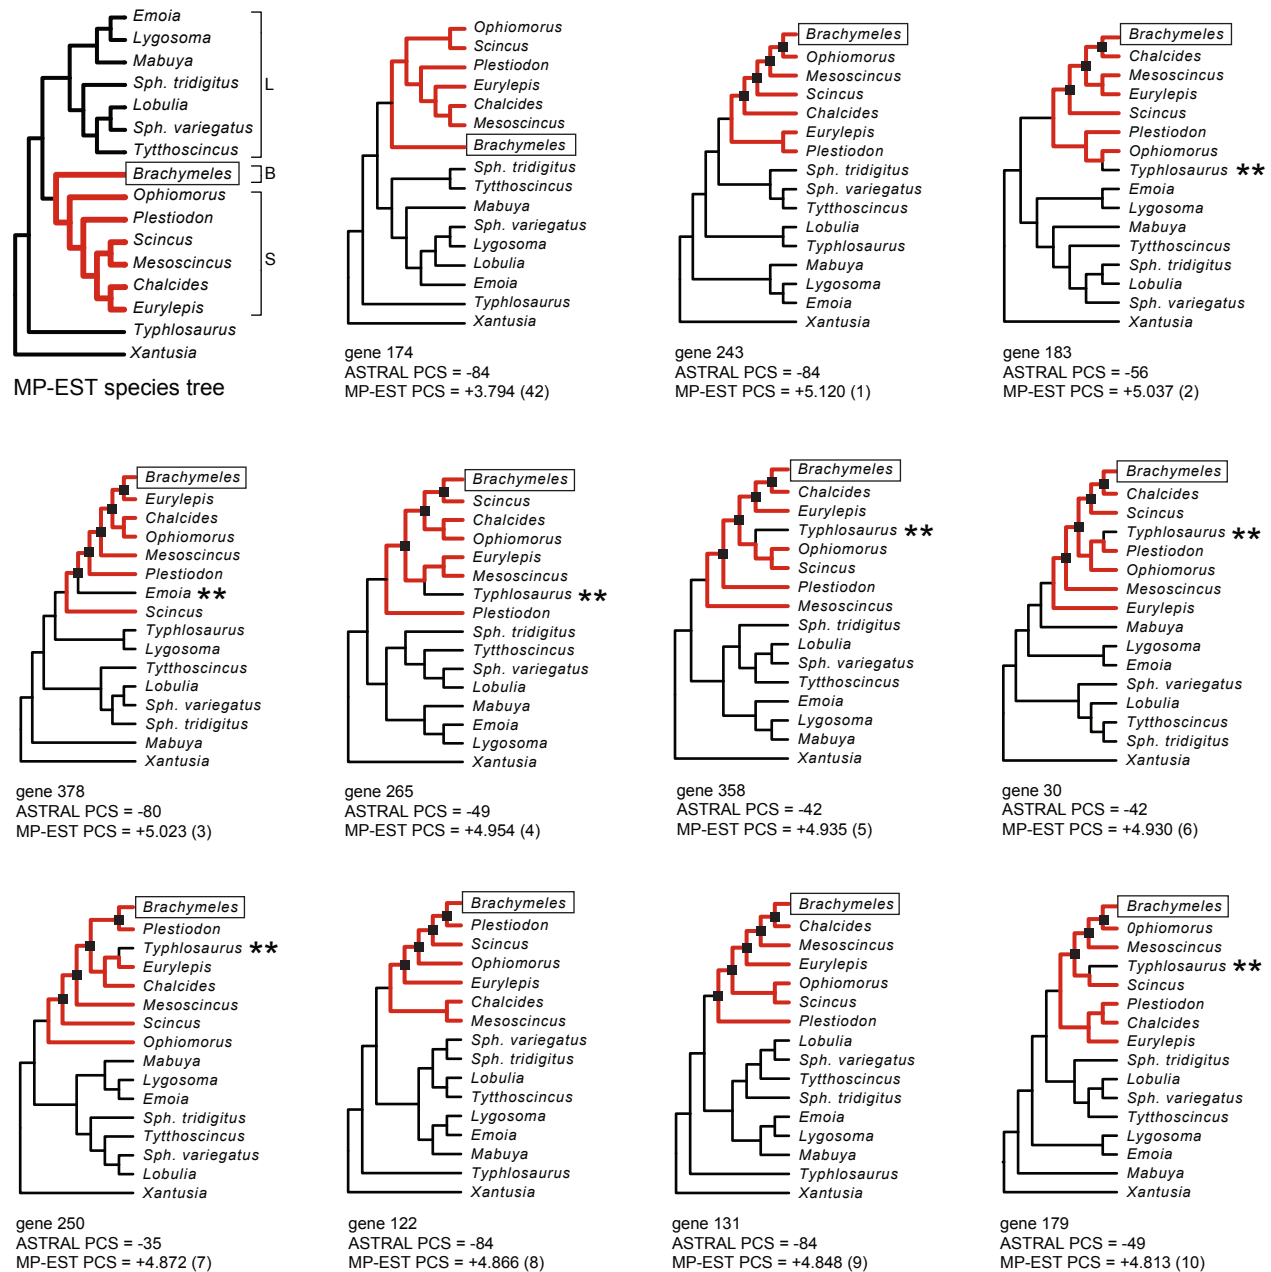 Emoia
Lygosoma
Mabuya
Sph. tridigitus
L
Lobulia
Sph. variegatus
Tytthoscincus
Brachymeles
B
Ophiomorus
Plestiodon
Scincus
Mesoscincus
S
Chalcides
Eurylepis
Typhlosaurus
Xantusia
MP-EST species tree
Ophiomorus
Scincus
Plestiodon
Eurylepis
Chalcides
Mesoscincus
Brachymeles
Sph. tridigitus
Tytthoscincus
Mabuya
Sph. variegatus
Lygosoma
Lobulia
Emoia
Typhlosaurus
Xantusia
gene 174
ASTRAL PCS = -84
MP-EST PCS = +3.794 (42)
Brachymeles
Ophiomorus
Mesoscincus
Scincus
Chalcides
Eurylepis
Plestiodon
Sph. tridigitus
Sph. variegatus
Tytthoscincus
Lobulia
Typhlosaurus
Mabuya
Lygosoma
Emoia
Xantusia
gene 243
ASTRAL PCS = -84
MP-EST PCS = +5.120 (1)
Brachymeles
Chalcides
Mesoscincus
Eurylepis
Scincus
Plestiodon
Ophiomorus
Typhlosaurus **
Emoia
Lygosoma
Mabuya
Tytthoscincus
Sph. tridigitus
Lobulia
Sph. variegatus
Xantusia
gene 183
ASTRAL PCS = -56
MP-EST PCS = +5.037 (2)
Brachymeles
Eurylepis
Chalcides
Ophiomorus
Mesoscincus
Plestiodon
Emoia **
Scincus
Typhlosaurus
Lygosoma
Tytthoscincus
Lobulia
Sph. variegatus
Sph. tridigitus
Mabuya
Xantusia
gene 378
ASTRAL PCS = -80
MP-EST PCS = +5.023 (3)
Brachymeles
Scincus
Chalcides
Ophiomorus
Eurylepis
Mesoscincus
Typhlosaurus **
Plestiodon
Sph. tridigitus
Tytthoscincus
Sph. variegatus
Lobulia
Mabuya
Emoia
Lygosoma
Xantusia
gene 265
ASTRAL PCS = -49
MP-EST PCS = +4.954 (4)
Brachymeles
Chalcides
Eurylepis
Typhlosaurus **
Ophiomorus
Scincus
Plestiodon
Mesoscincus
Sph. tridigitus
Lobulia
Sph. variegatus
Tytthoscincus
Emoia
Lygosoma
Mabuya
Xantusia
gene 358
ASTRAL PCS = -42
MP-EST PCS = +4.935 (5)
Brachymeles
Chalcides
Scincus
Typhlosaurus **
Plestiodon
Ophiomorus
Mesoscincus
Eurylepis
Mabuya
Lygosoma
Emoia
Sph. variegatus
Lobulia
Tytthoscincus
Sph. tridigitus
Xantusia
gene 30
ASTRAL PCS = -42
MP-EST PCS = +4.930 (6)
Brachymeles
Plestiodon
Typhlosaurus **
Eurylepis
Chalcides
Mesoscincus
Scincus
Ophiomorus
Mabuya
Lygosoma
Emoia
Sph. tridigitus
Tytthoscincus
Sph. variegatus
Lobulia
Xantusia
gene 250
ASTRAL PCS = -35
MP-EST PCS = +4.872 (7)
Brachymeles
Plestiodon
Scincus
Ophiomorus
Eurylepis
Chalcides
Mesoscincus
Sph. variegatus
Sph. tridigitus
Lobulia
Tytthoscincus
Lygosoma
Emoia
Mabuya
Typhlosaurus
Xantusia
gene 122
ASTRAL PCS = -84
MP-EST PCS = +4.866 (8)
Brachymeles
Chalcides
Mesoscincus
Eurylepis
Ophiomorus
Scincus
Plestiodon
Lobulia
Sph. variegatus
Tytthoscincus
Sph. tridigitus
Emoia
Lygosoma
Mabuya
Typhlosaurus
Xantusia
gene 131
ASTRAL PCS = -84
MP-EST PCS = +4.848 (9)
Brachymeles
0phiomorus
Mesoscincus
Typhlosaurus **
Scincus
Plestiodon
Chalcides
Eurylepis
Sph. tridigitus
Lobulia
Sph. variegatus
Tytthoscincus
Lygosoma
Emoia
Mabuya
Xantusia
gene 179
ASTRAL PCS = -49
MP-EST PCS = +4.813 (10)